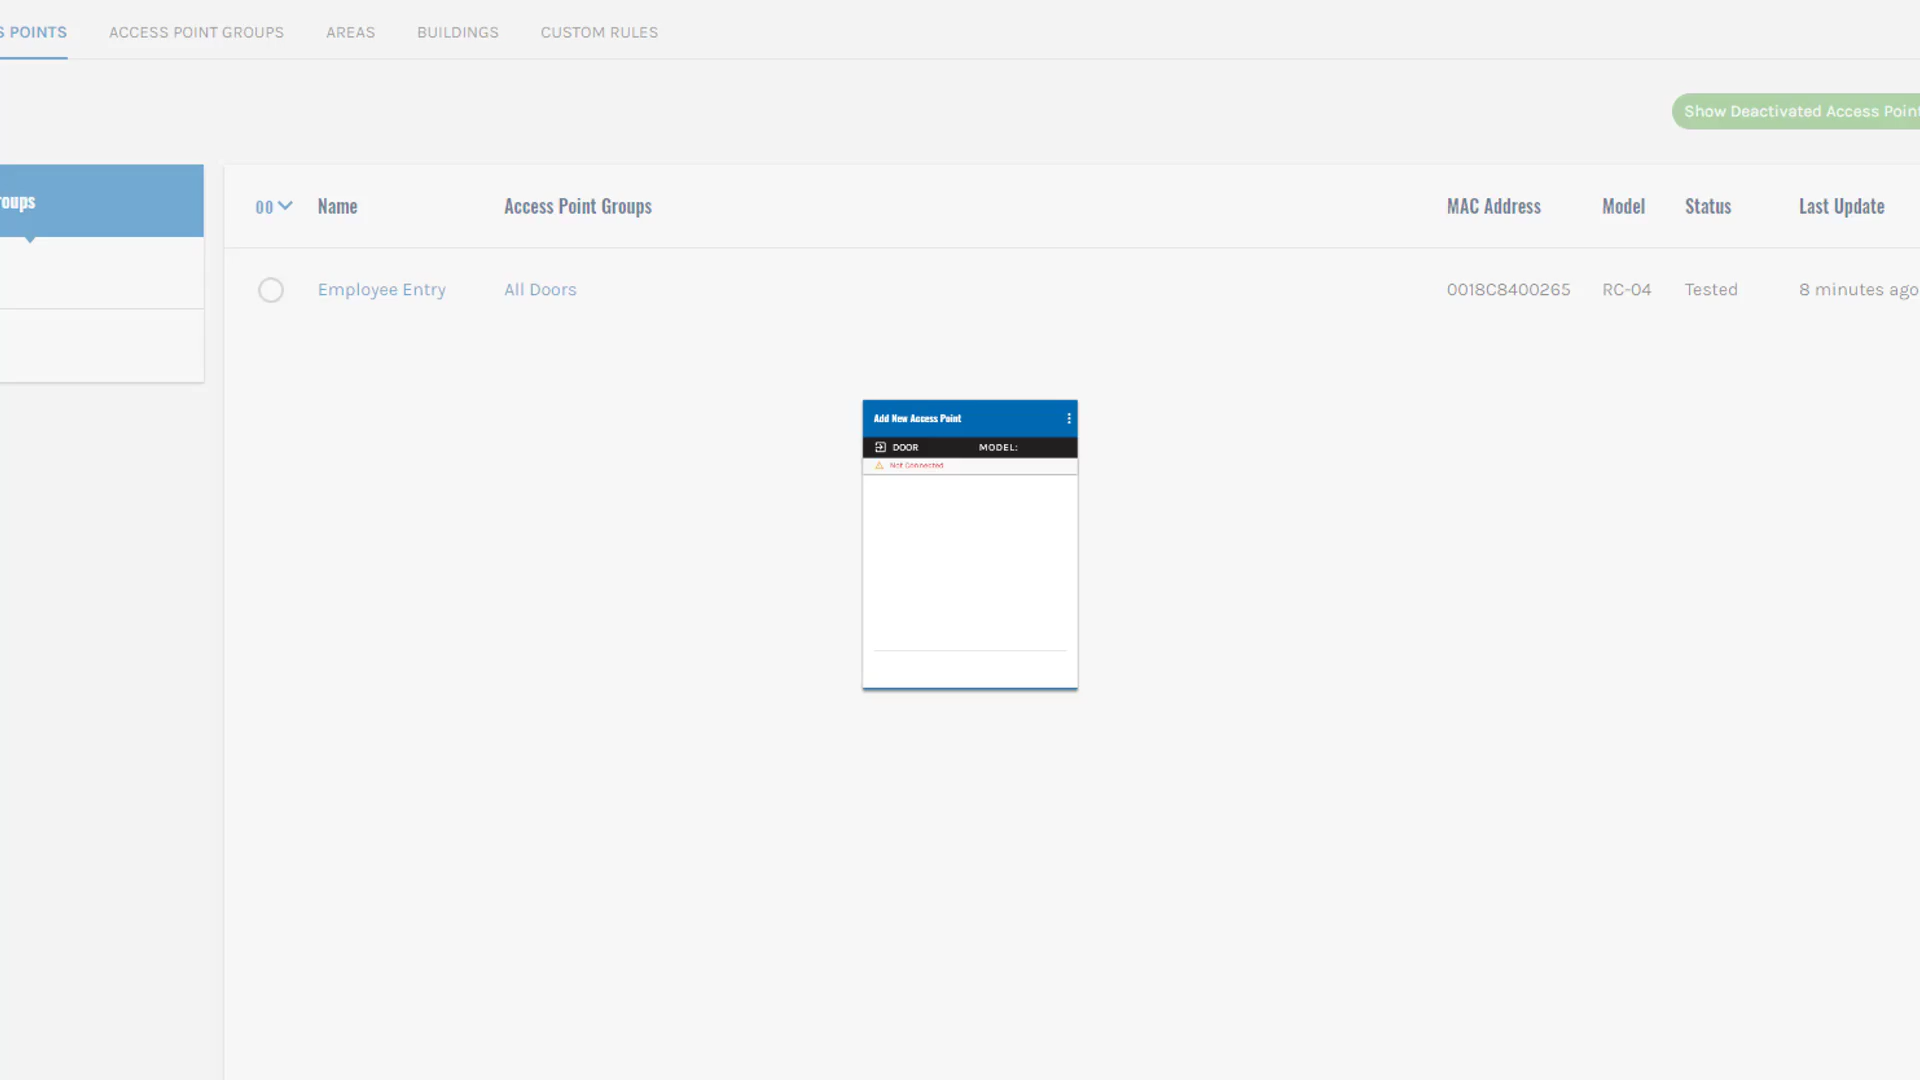 S POINTS ACCESS POINT GROUPS AREAS BUILDINGS CUSTOM RULES
Show Deactivated Access Point
roups
00 Name Access Point Groups MAC Address Model Status Last Update
Employee Entry All Doors 0018C8400265 RC-04 Tested 8 minutes ago
Add New Access Point
DOOR MODEL:
Not Connected